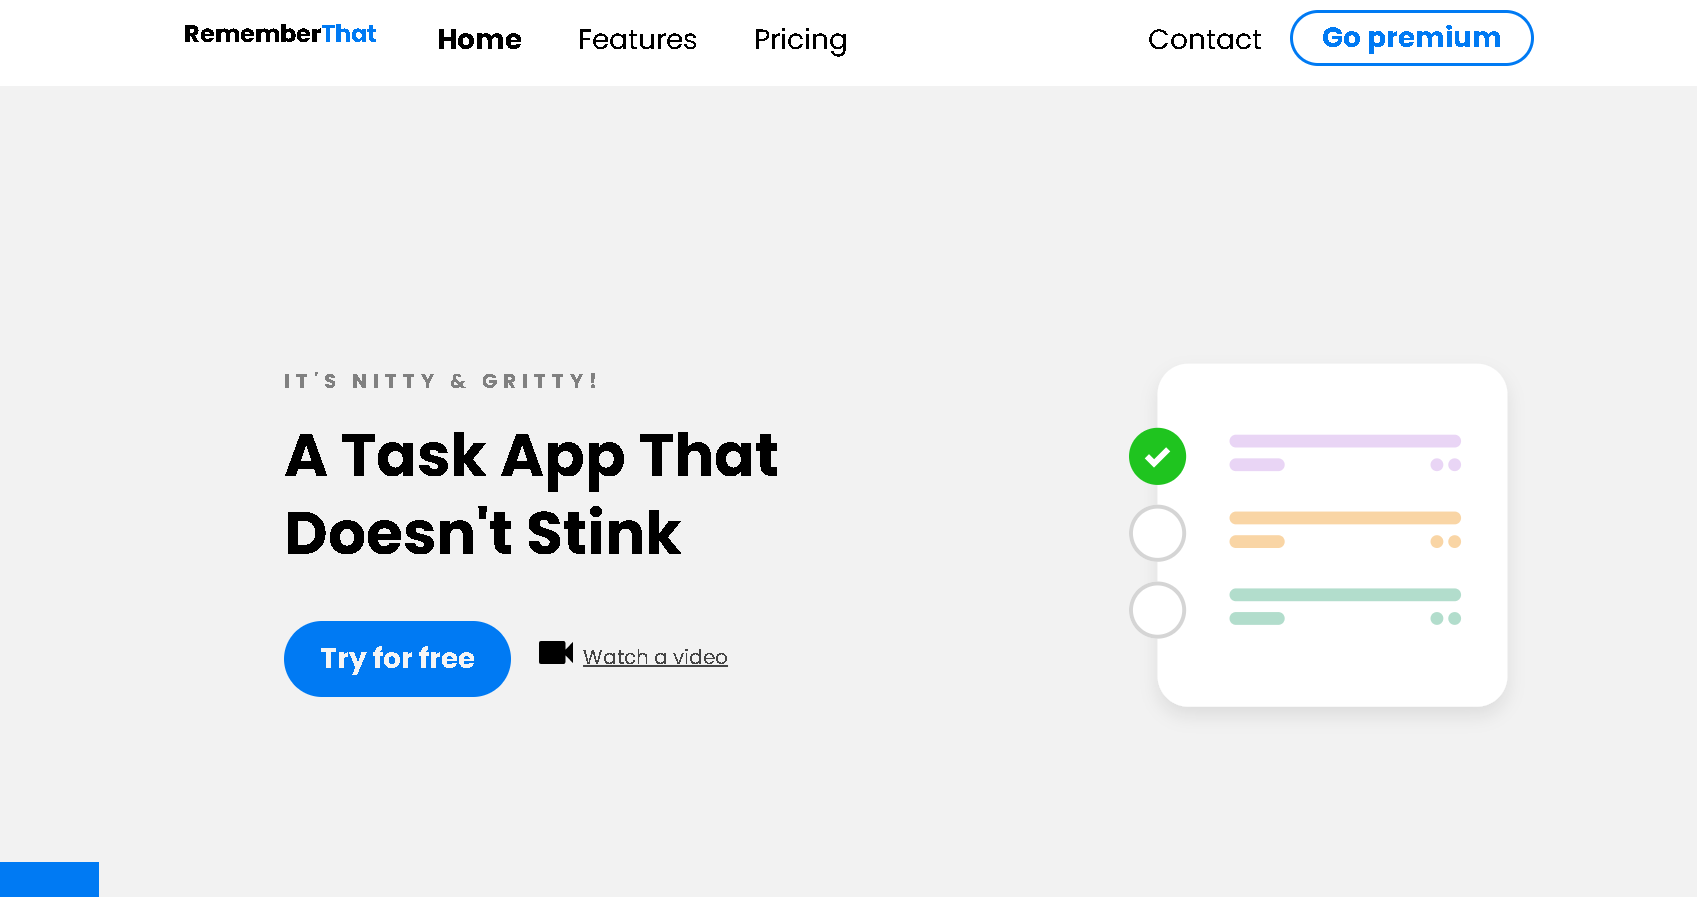 RememberThat Home Features Pricing Contact Go premium
IT'S NITTY & GRITTY!
A Task App That
Doesn't Stink
Try for free Watch a video